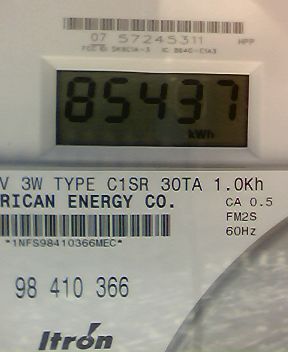 07 57245311 HPP
85437
kWh
V 3W TYPE C1SR 30TA 1.0Kh
RICAN ENERGY CO. CA 0.5
FM2S
60Hz
*1NFS98410366MEC*
98 410 366
Itron